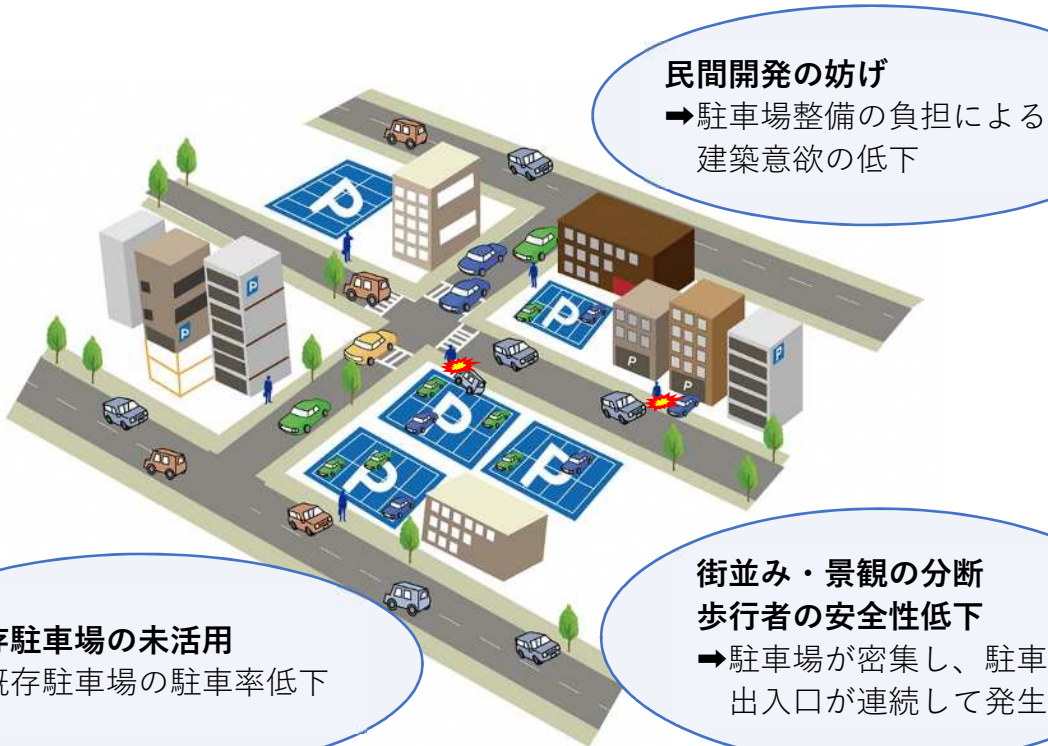 民間開発の妨げ
➡駐車場整備の負担による
建築意欲の低下
P
P
P
P
P
P
P
P
P
P
存駐車場の未活用
既存駐車場の駐車率低下
街並み・景観の分断
歩行者の安全性低下
➡駐車場が密集し、駐車
出入口が連続して発生